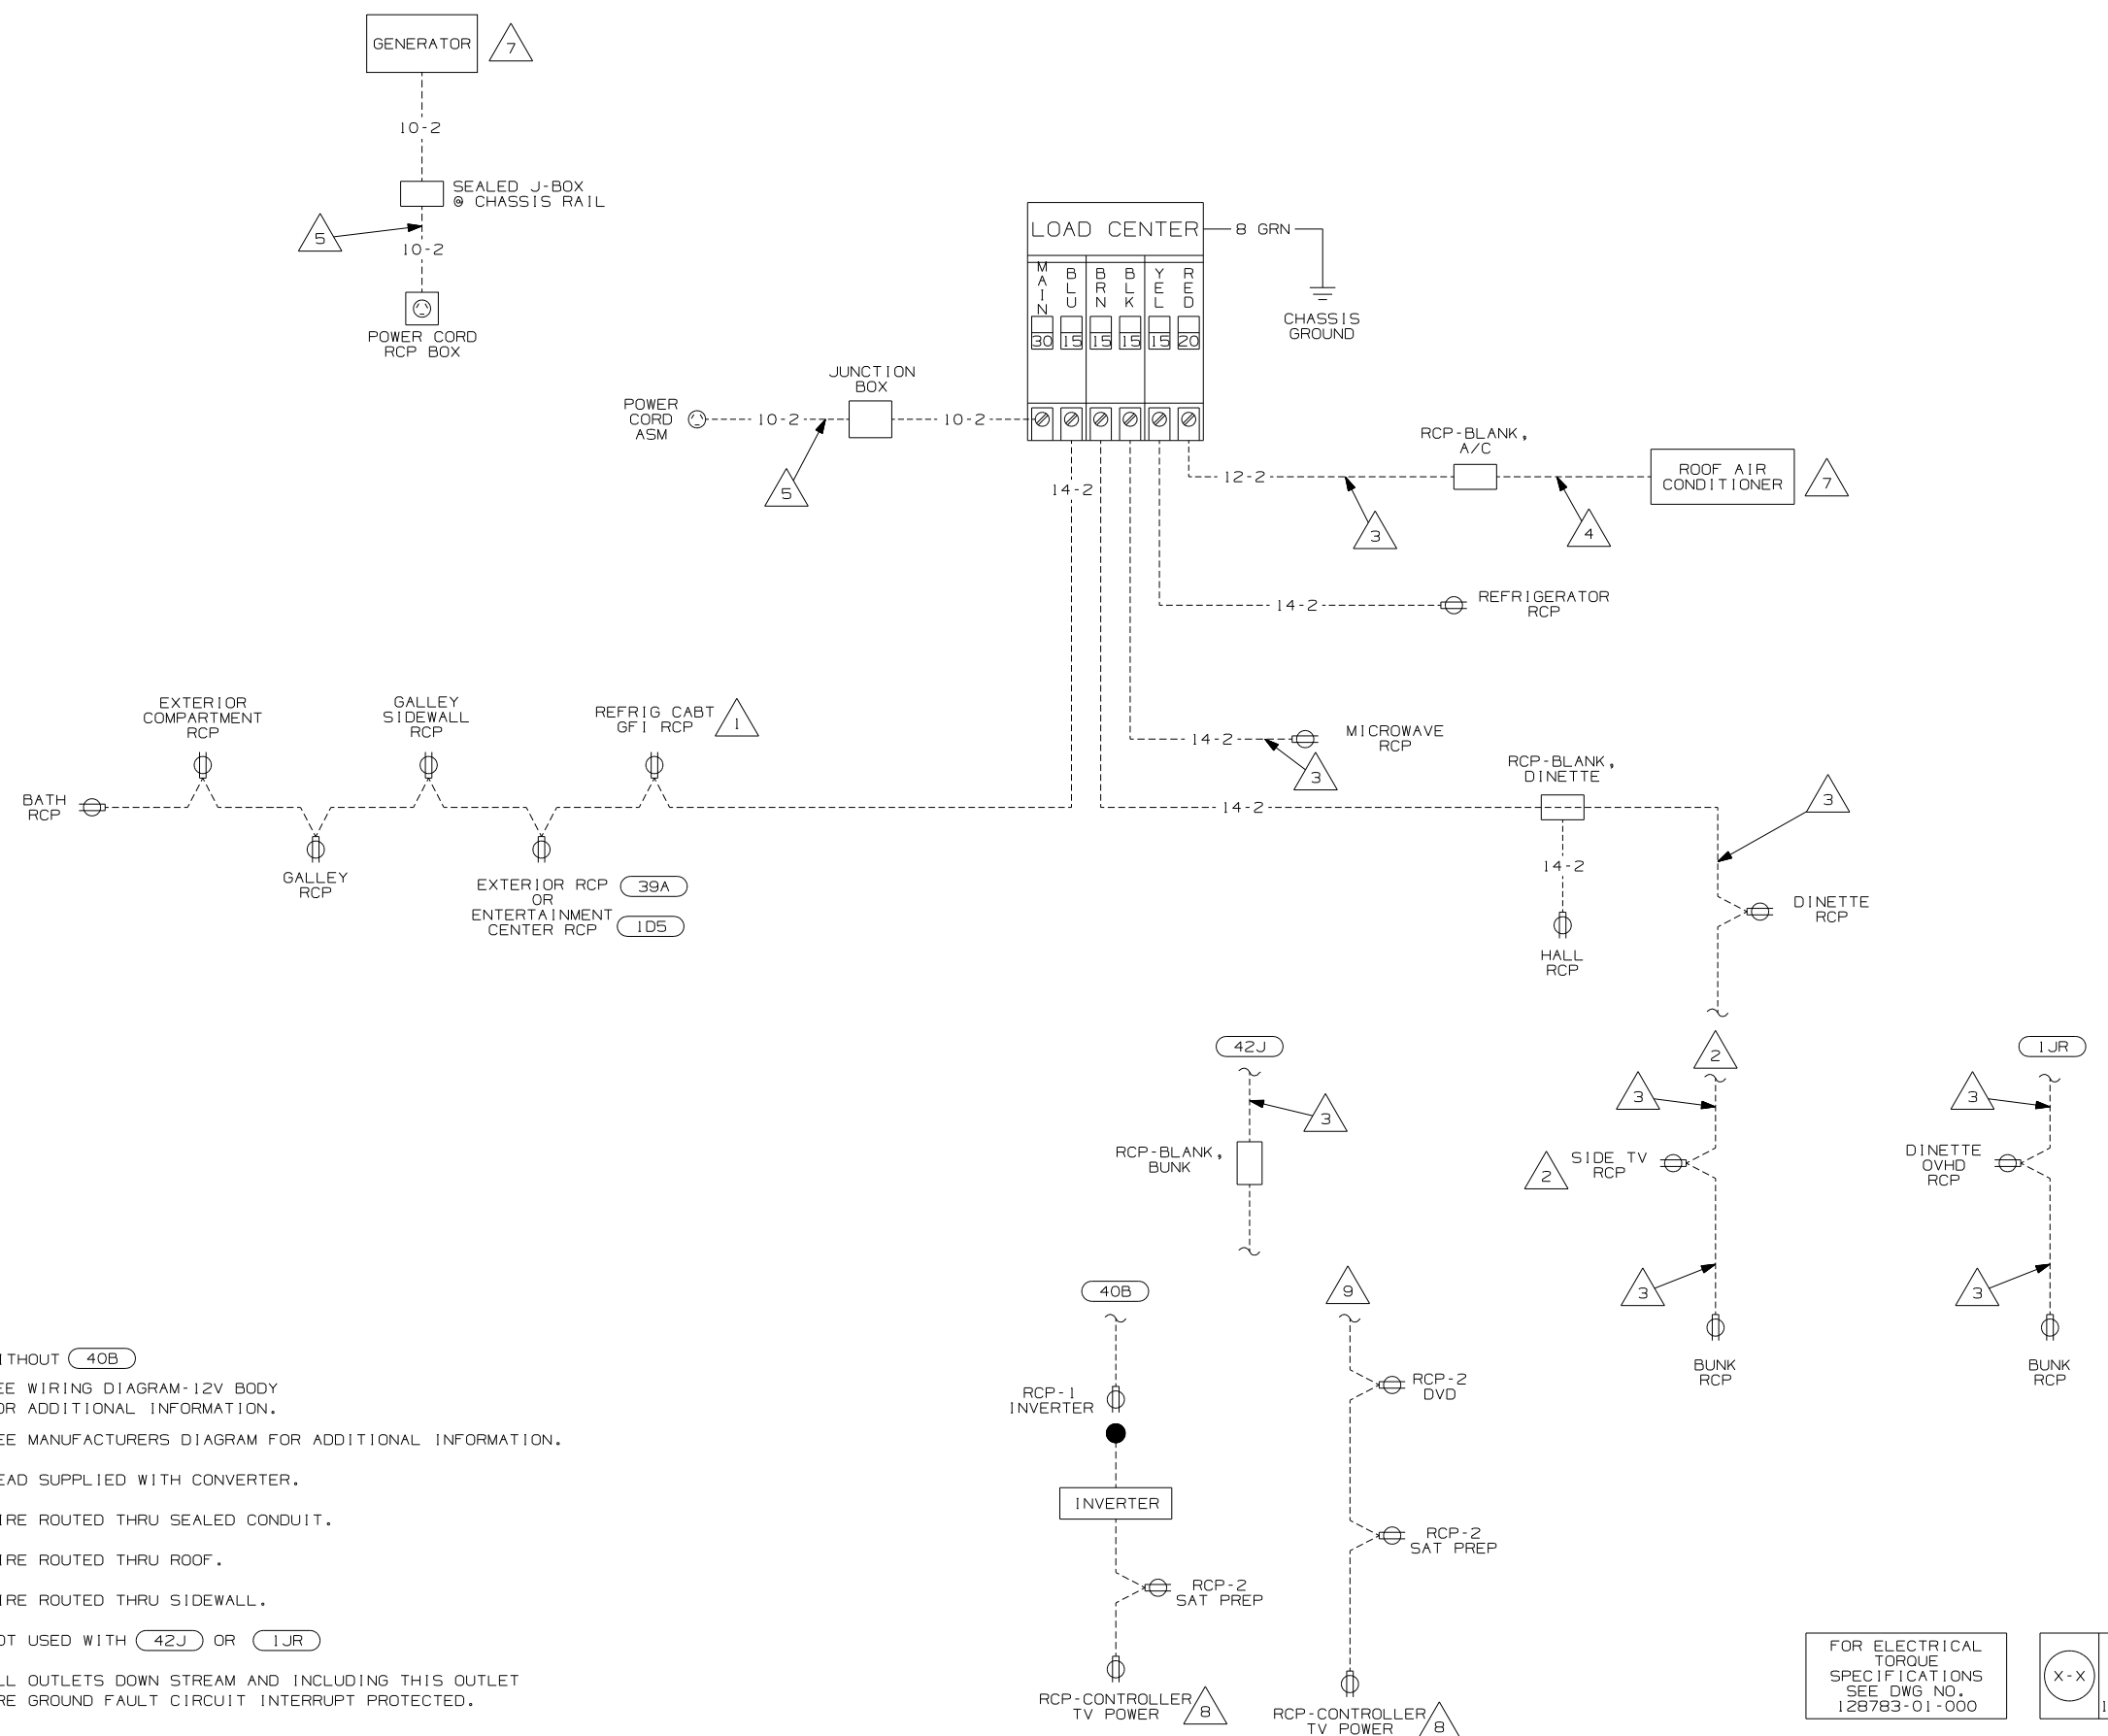 GENERATOR
7
10-2
SEALED J-BOX
@ CHASSIS RAIL
5
10-2
POWER CORD
RCP BOX
LOAD CENTER
8 GRN
MAIN
BLU
BRN
BLK
YEL
RED
30
15
15
15
15
20
CHASSIS
GROUND
JUNCTION
BOX
POWER
CORD
ASM
10-2
10-2
5
14-2
12-2
RCP-BLANK,
A/C
ROOF AIR
CONDITIONER
7
3
4
14-2
REFRIGERATOR
RCP
EXTERIOR
COMPARTMENT
RCP
GALLEY
SIDEWALL
RCP
REFRIG CABT
GFI RCP
1
14-2
MICROWAVE
RCP
3
RCP-BLANK,
DINETTE
3
BATH
RCP
14-2
GALLEY
RCP
EXTERIOR RCP
39A
OR
ENTERTAINMENT
CENTER RCP
1D5
14-2
HALL
RCP
DINETTE
RCP
42J
3
RCP-BLANK,
BUNK
2
3
2
SIDE TV
RCP
3
BUNK
RCP
1JR
3
DINETTE
OVHD
RCP
3
BUNK
RCP
40B
RCP-1
INVERTER
INVERTER
RCP-2
SAT PREP
RCP-CONTROLLER
TV POWER
8
9
RCP-2
DVD
RCP-2
SAT PREP
RCP-CONTROLLER
TV POWER
8
ITHOUT 40B
EE WIRING DIAGRAM-12V BODY
OR ADDITIONAL INFORMATION.
EE MANUFACTURERS DIAGRAM FOR ADDITIONAL INFORMATION.
EAD SUPPLIED WITH CONVERTER.
IRE ROUTED THRU SEALED CONDUIT.
IRE ROUTED THRU ROOF.
IRE ROUTED THRU SIDEWALL.
OT USED WITH 42J OR 1JR
LL OUTLETS DOWN STREAM AND INCLUDING THIS OUTLET
RE GROUND FAULT CIRCUIT INTERRUPT PROTECTED.
FOR ELECTRICAL
TORQUE
SPECIFICATIONS
SEE DWG NO.
128783-01-000
X-X
1